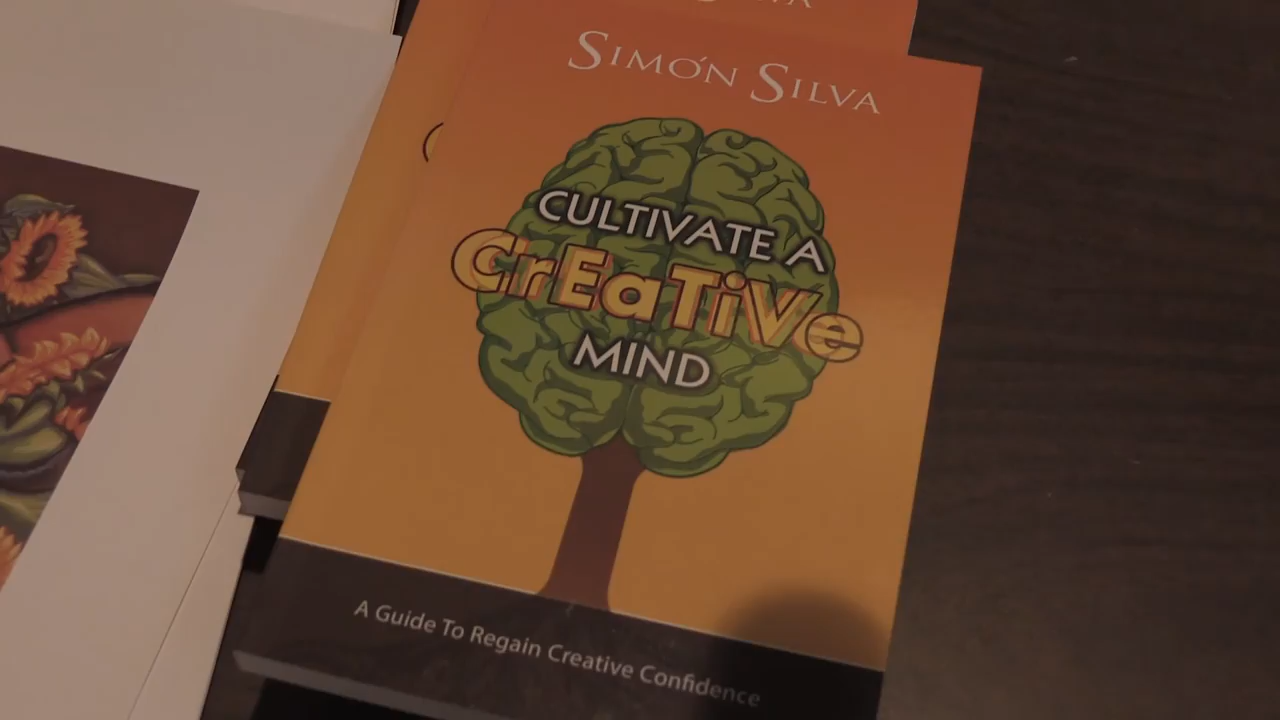 SIMÓN SILVA
CULTIVATE A
CrEaTiVe
MIND
A Guide To Regain Creative Confidence